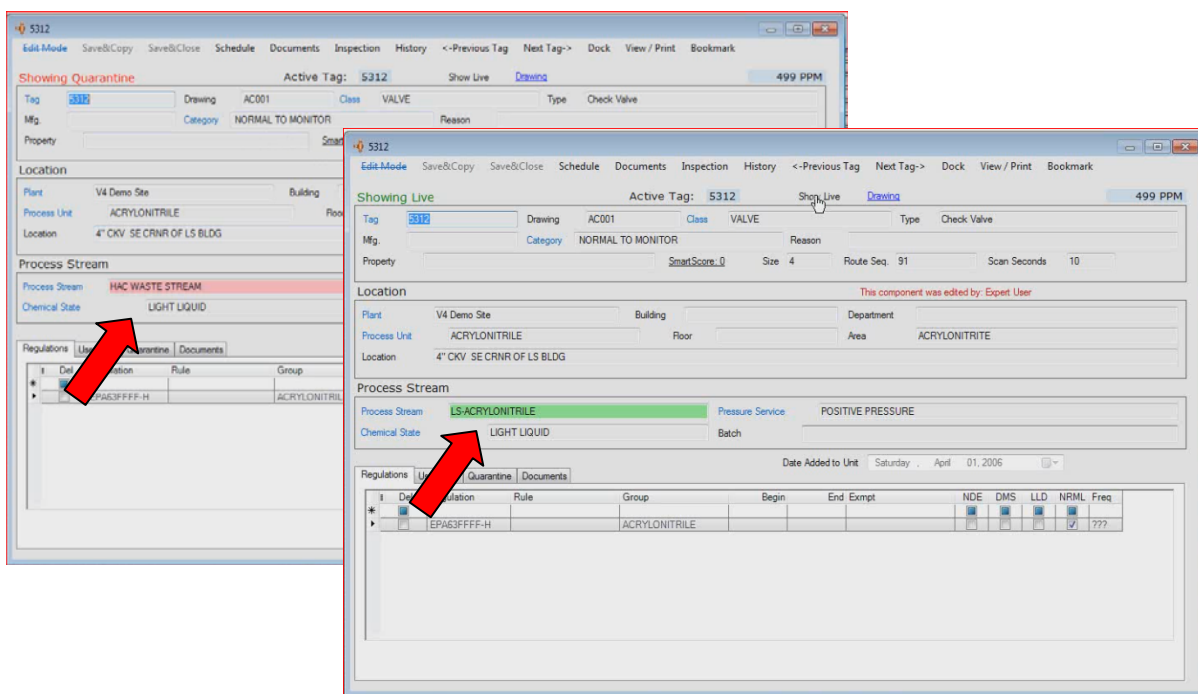 5312
Edit Mode Save&Copy Save&Close Schedule Documents Inspection History <-Previous Tag Next Tag-> Dock View / Print Bookmark
Showing Quarantine Active Tag: 5312 Show Live Drawing 499 PPM
Tag 5312 Drawing AC001 Class VALVE Type Check Valve
Mfg. Category NORMAL TO MONITOR Reason
Property Smart
Location
Plant V4 Demo Site Building
Process Unit ACRYLONITRILE Floo
Location 4" CKV SE CRNR OF LS BLDG
Process Stream
Process Stream HAC WASTE STREAM
Chemical State LIGHT LIQUID
Regulations Us Quarantine Documents
Del Rule Group
EPA63FFFF-H ACRYLONITRIL
5312
Edit Mode Save&Copy Save&Close Schedule Documents Inspection History <-Previous Tag Next Tag-> Dock View / Print Bookmark
Showing Live Active Tag: 5312 Show Live Drawing 499 PPM
Tag 5312 Drawing AC001 Class VALVE Type Check Valve
Mfg. Category NORMAL TO MONITOR Reason
Property SmartScore: 0 Size 4 Route Seq. 91 Scan Seconds 10
Location This component was edited by: Expert User
Plant V4 Demo Site Building Department
Process Unit ACRYLONITRILE Floor Area ACRYLONITRITE
Location 4" CKV SE CRNR OF LS BLDG
Process Stream
Process Stream LS-ACRYLONITRILE Pressure Service POSITIVE PRESSURE
Chemical State LIGHT LIQUID Batch
Date Added to Unit Saturday , April 01, 2006
Regulations Quarantine Documents
Del Regulation Rule Group Begin End Exmpt NDE DMS LLD NRML Freq
EPA63FFFF-H ACRYLONITRILE ???